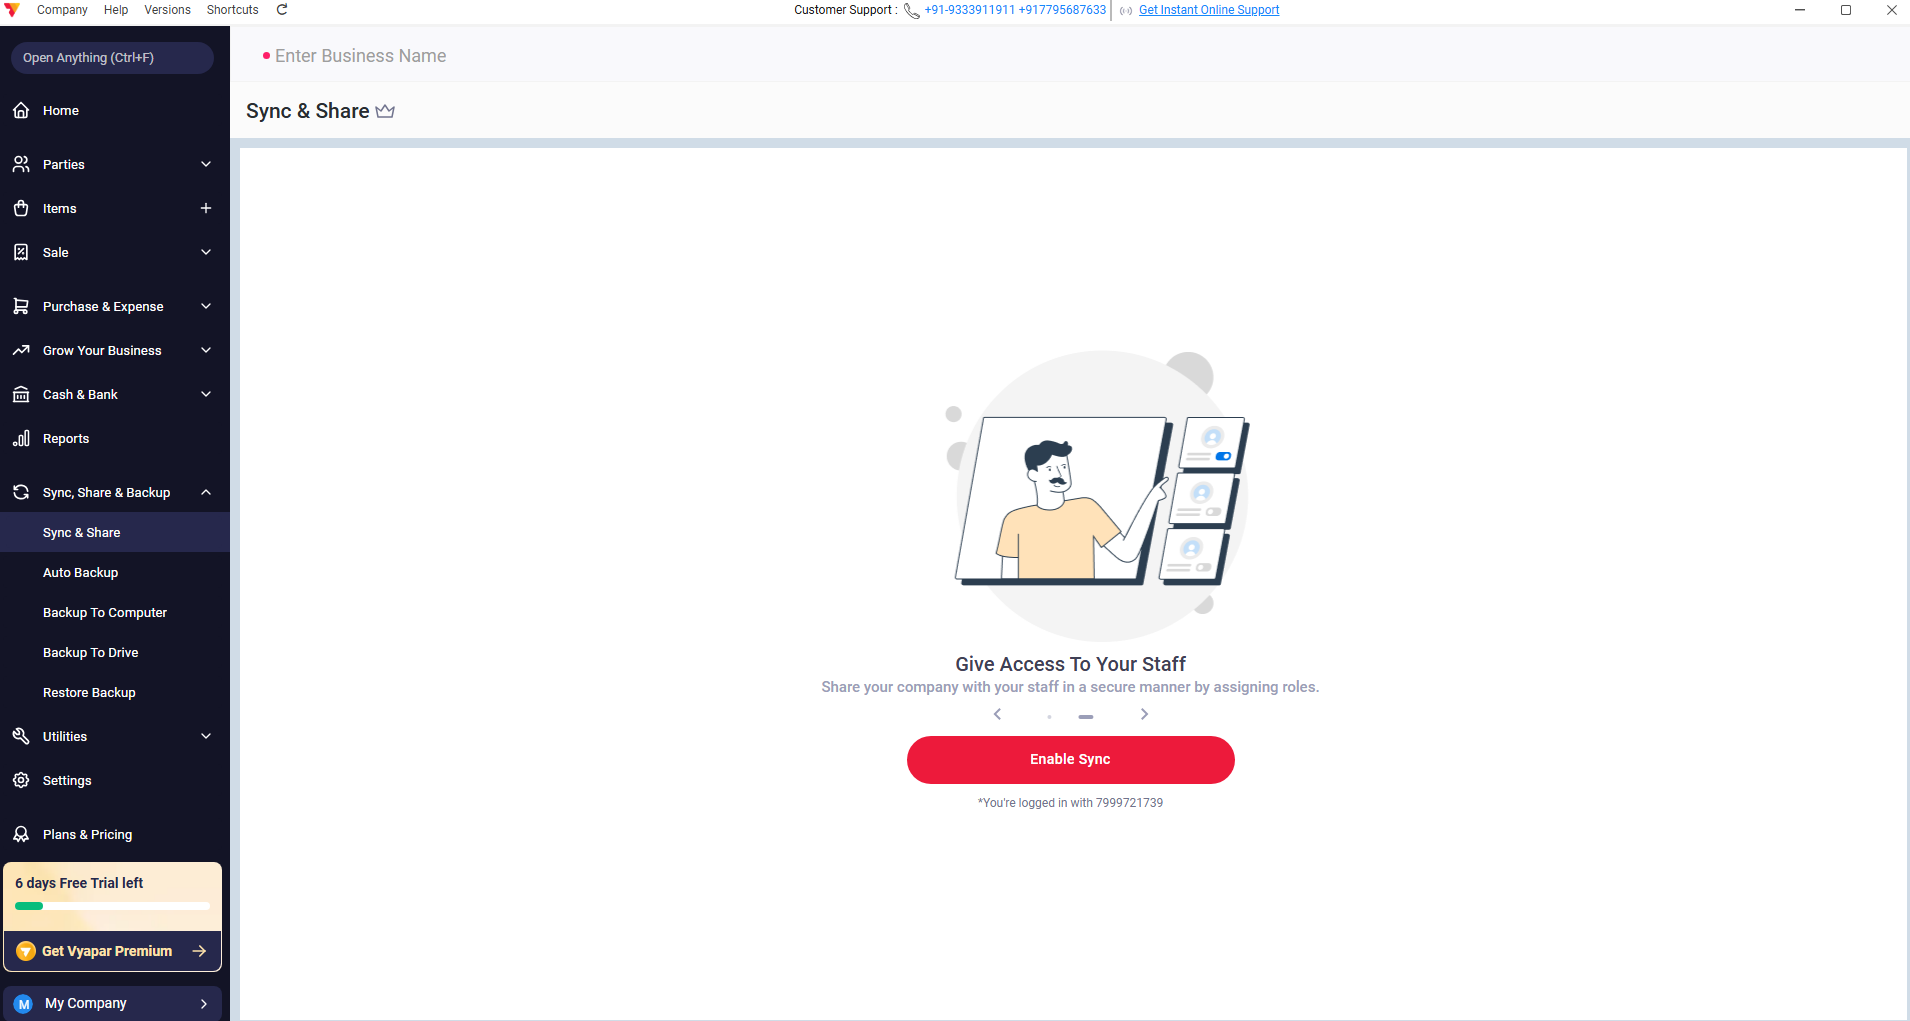 Company Help Versions Shortcuts
Customer Support : +91-9333911911 +917795687633 Get Instant Online Support
Open Anything (Ctrl+F)
Enter Business Name
Home
Sync & Share
Parties
Items
Sale
Purchase & Expense
Grow Your Business
Cash & Bank
Reports
Sync, Share & Backup
Sync & Share
Auto Backup
Backup To Computer
Backup To Drive
Restore Backup
Utilities
Settings
Plans & Pricing
6 days Free Trial left
Get Vyapar Premium
M My Company
Give Access To Your Staff
Share your company with your staff in a secure manner by assigning roles.
Enable Sync
*You're logged in with 7999721739